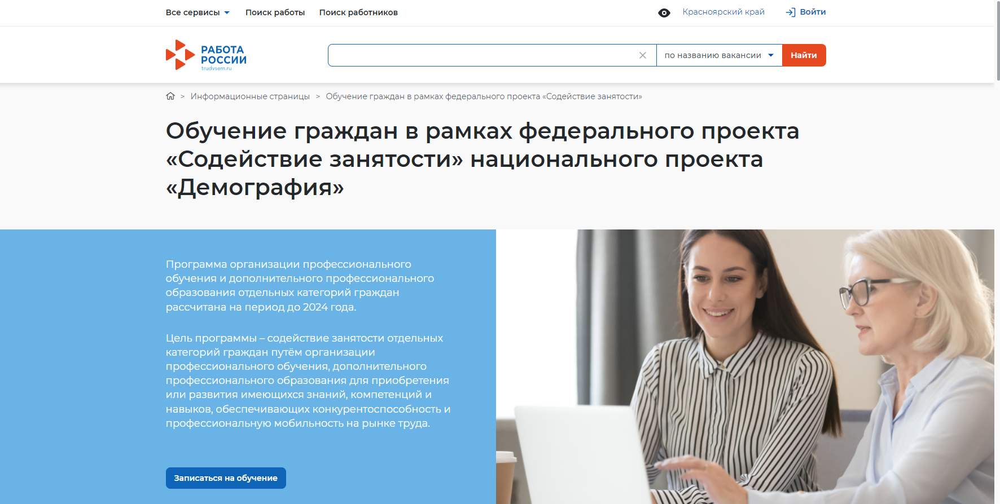 Все сервисы Поиск работы Поиск работников Красноярский край Войти
РАБОТА
РОССИИ
trudvsem.ru
по названию вакансии Найти
> Информационные страницы > Обучение граждан в рамках федерального проекта «Содействие занятости»
Обучение граждан в рамках федерального проекта
«Содействие занятости» национального проекта
«Демография»
Программа организации профессионального
обучения и дополнительного профессионального
образования отдельных категорий граждан
рассчитана на период до 2024 года.
Цель программы – содействие занятости отдельных
категорий граждан путём организации
профессионального обучения, дополнительного
профессионального образования для приобретения
или развития имеющихся знаний, компетенций и
навыков, обеспечивающих конкурентоспособность и
профессиональную мобильность на рынке труда.
Записаться на обучение